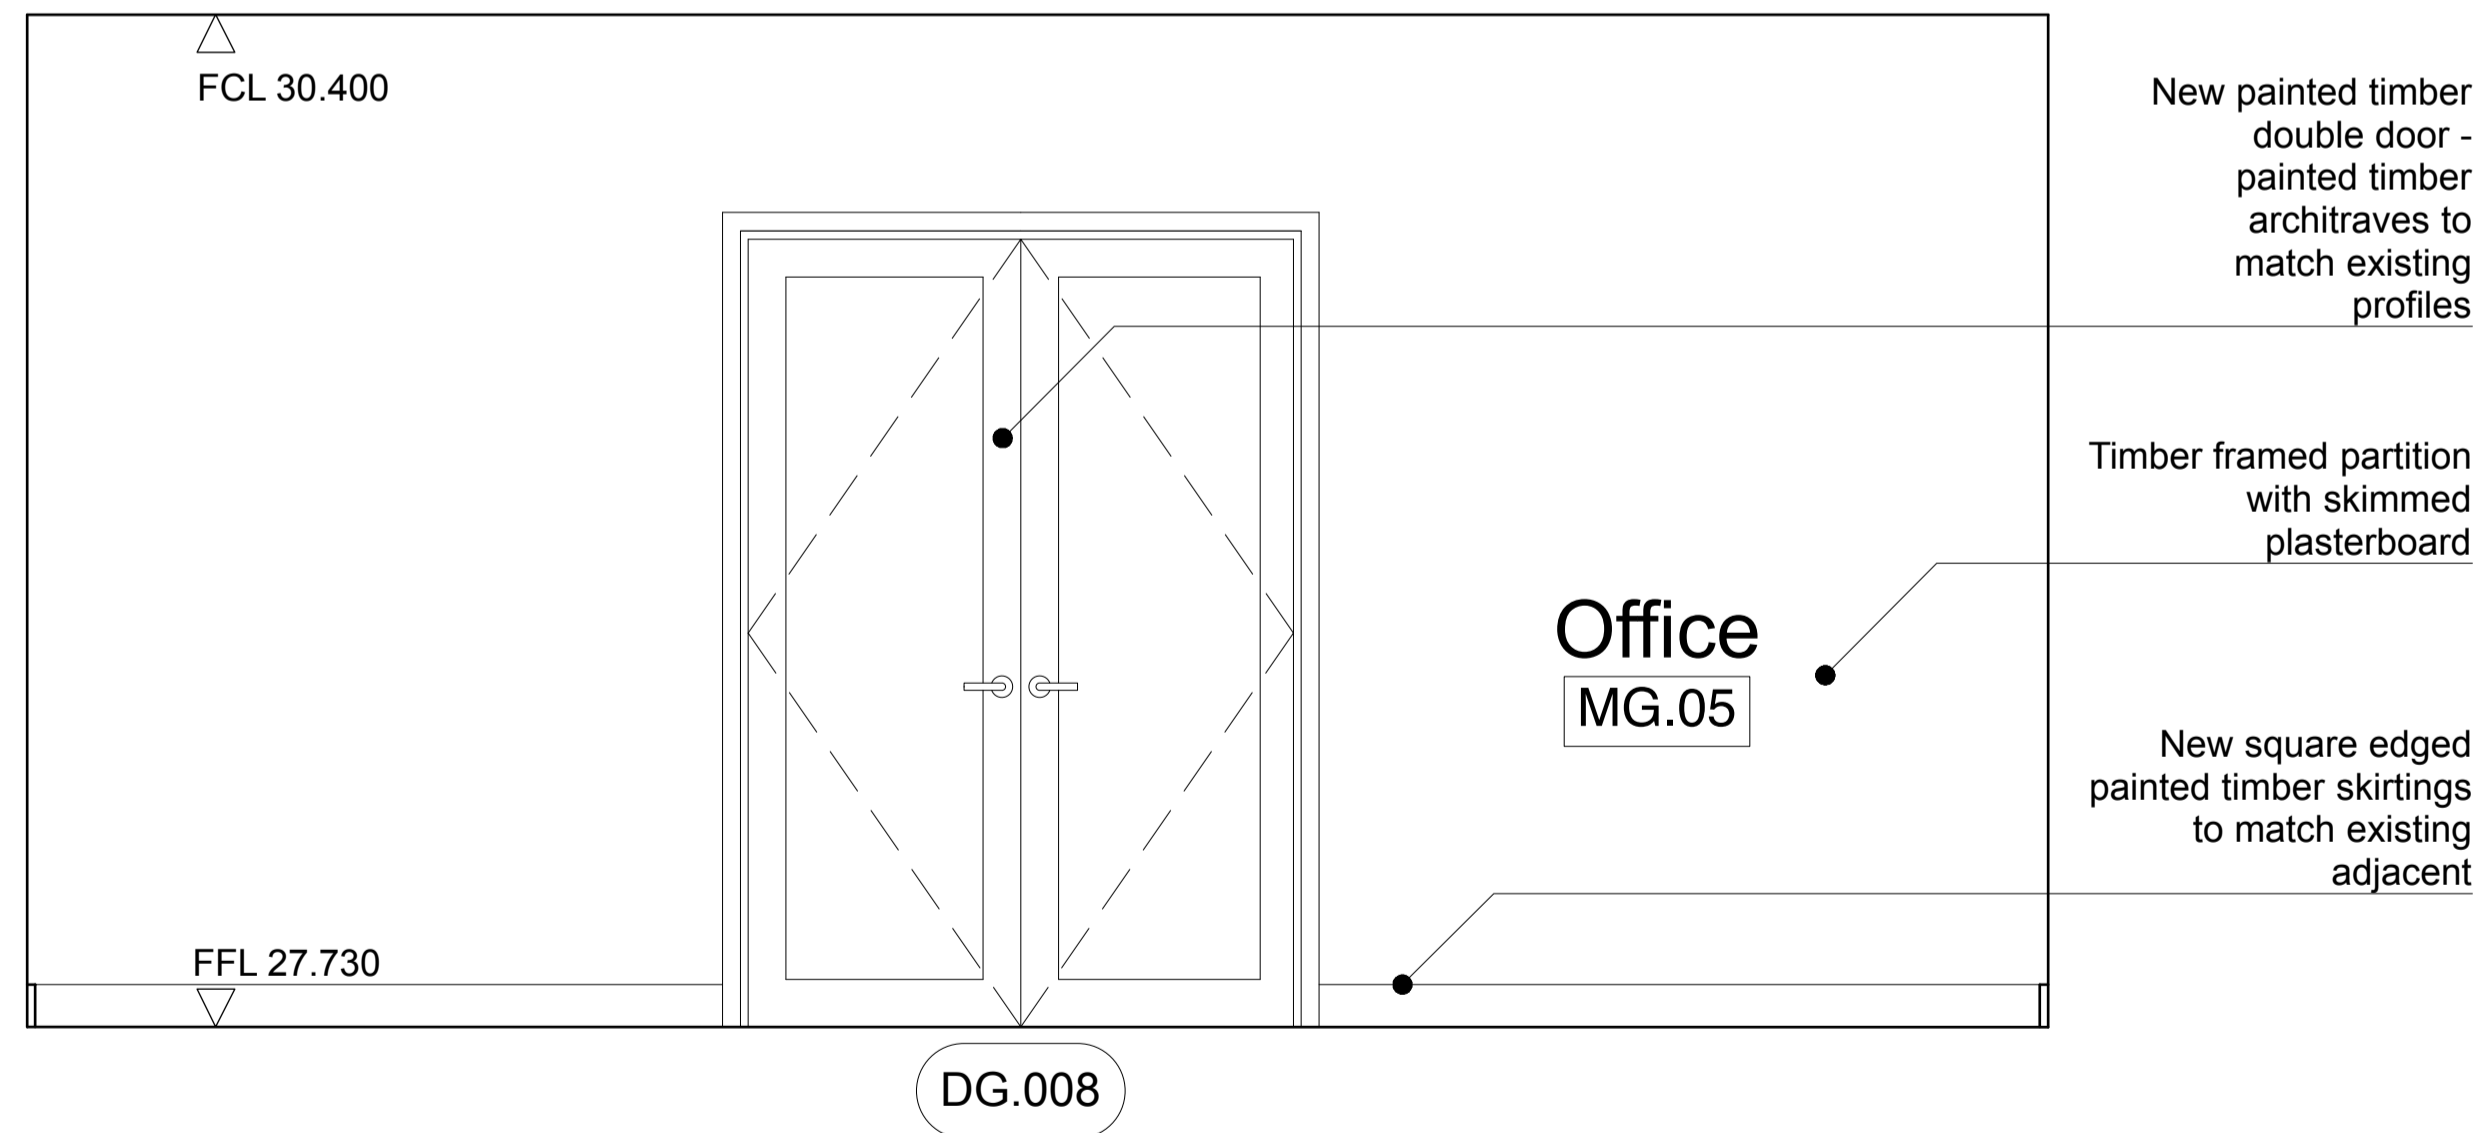 FCL 30.400
New painted timber
double door -
painted timber
architraves to
match existing
profiles
Timber framed partition
with skimmed
plasterboard
Office
MG.05
New square edged
painted timber skirtings
to match existing
adjacent
FFL 27.730
DG.008